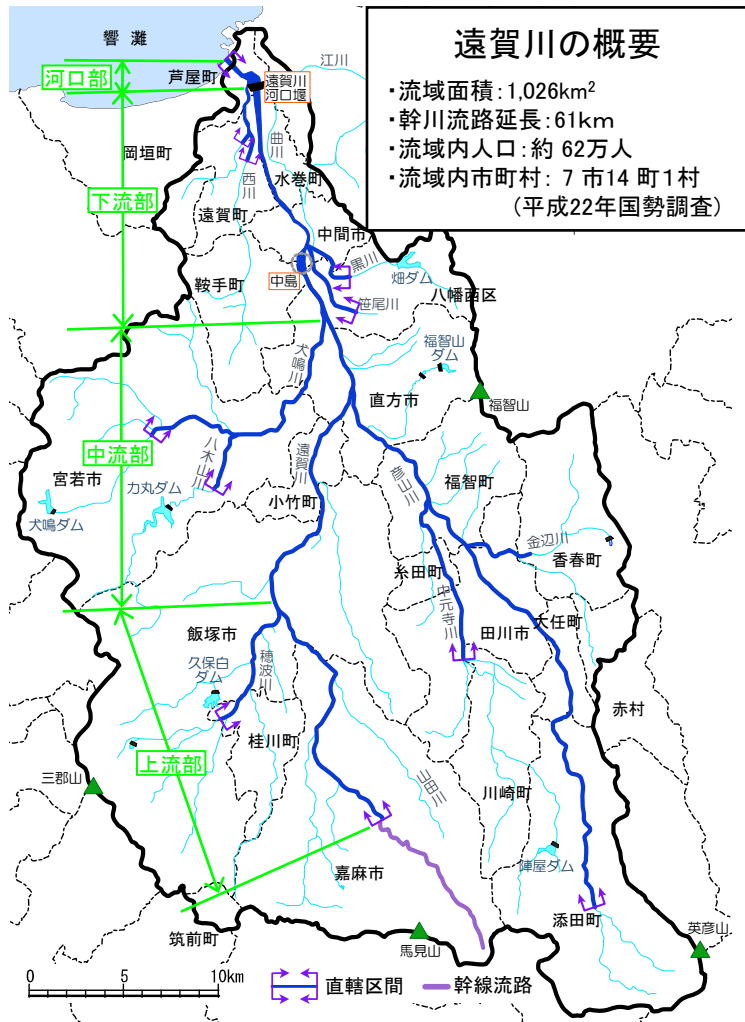 遠賀川の概要
・流域面積：1,026km²
・幹川流路延長：61km
・流域内人口：約 62万人
・流域内市町村： 7 市14 町1村
（平成22年国勢調査）
響灘
江川
河口部
芦屋町
遠賀川
河口堰
岡垣町
曲川
西川
水巻町
下流部
遠賀町
中間市
黒川
中島
畑ダム
鞍手町
笹尾川
八幡西区
犬鳴川
福智山
ダム
直方市
福智山
中流部
八木山川
遠賀川
彦山川
宮若市
力丸ダム
小竹町
福智町
犬鳴ダム
金辺川
香春町
糸田町
中元寺川
大任町
飯塚市
田川市
穂波川
久保白
ダム
赤村
桂川町
上流部
三郡山
山田川
川崎町
陣屋ダム
嘉麻市
添田町
筑前町
馬見山
英彦山
0 5 10km
直轄区間
幹線流路